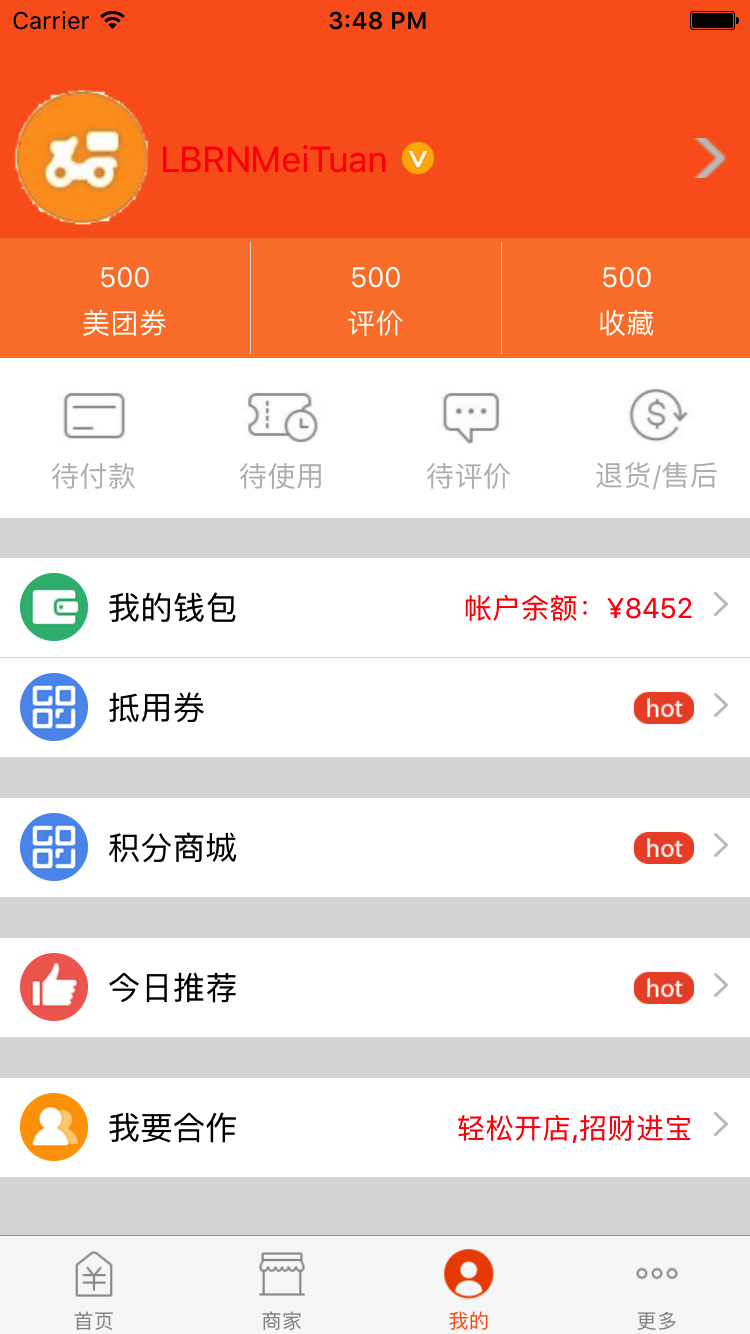 Carrier 3:48 PM
LBRNMeiTuan V
500 500 500
美团劵 评价 收藏
待付款 待使用 待评价 退货/售后
我的钱包 帐户余额：¥8452
抵用券 hot
积分商城 hot
今日推荐 hot
我要合作 轻松开店,招财进宝
首页 商家 我的 更多